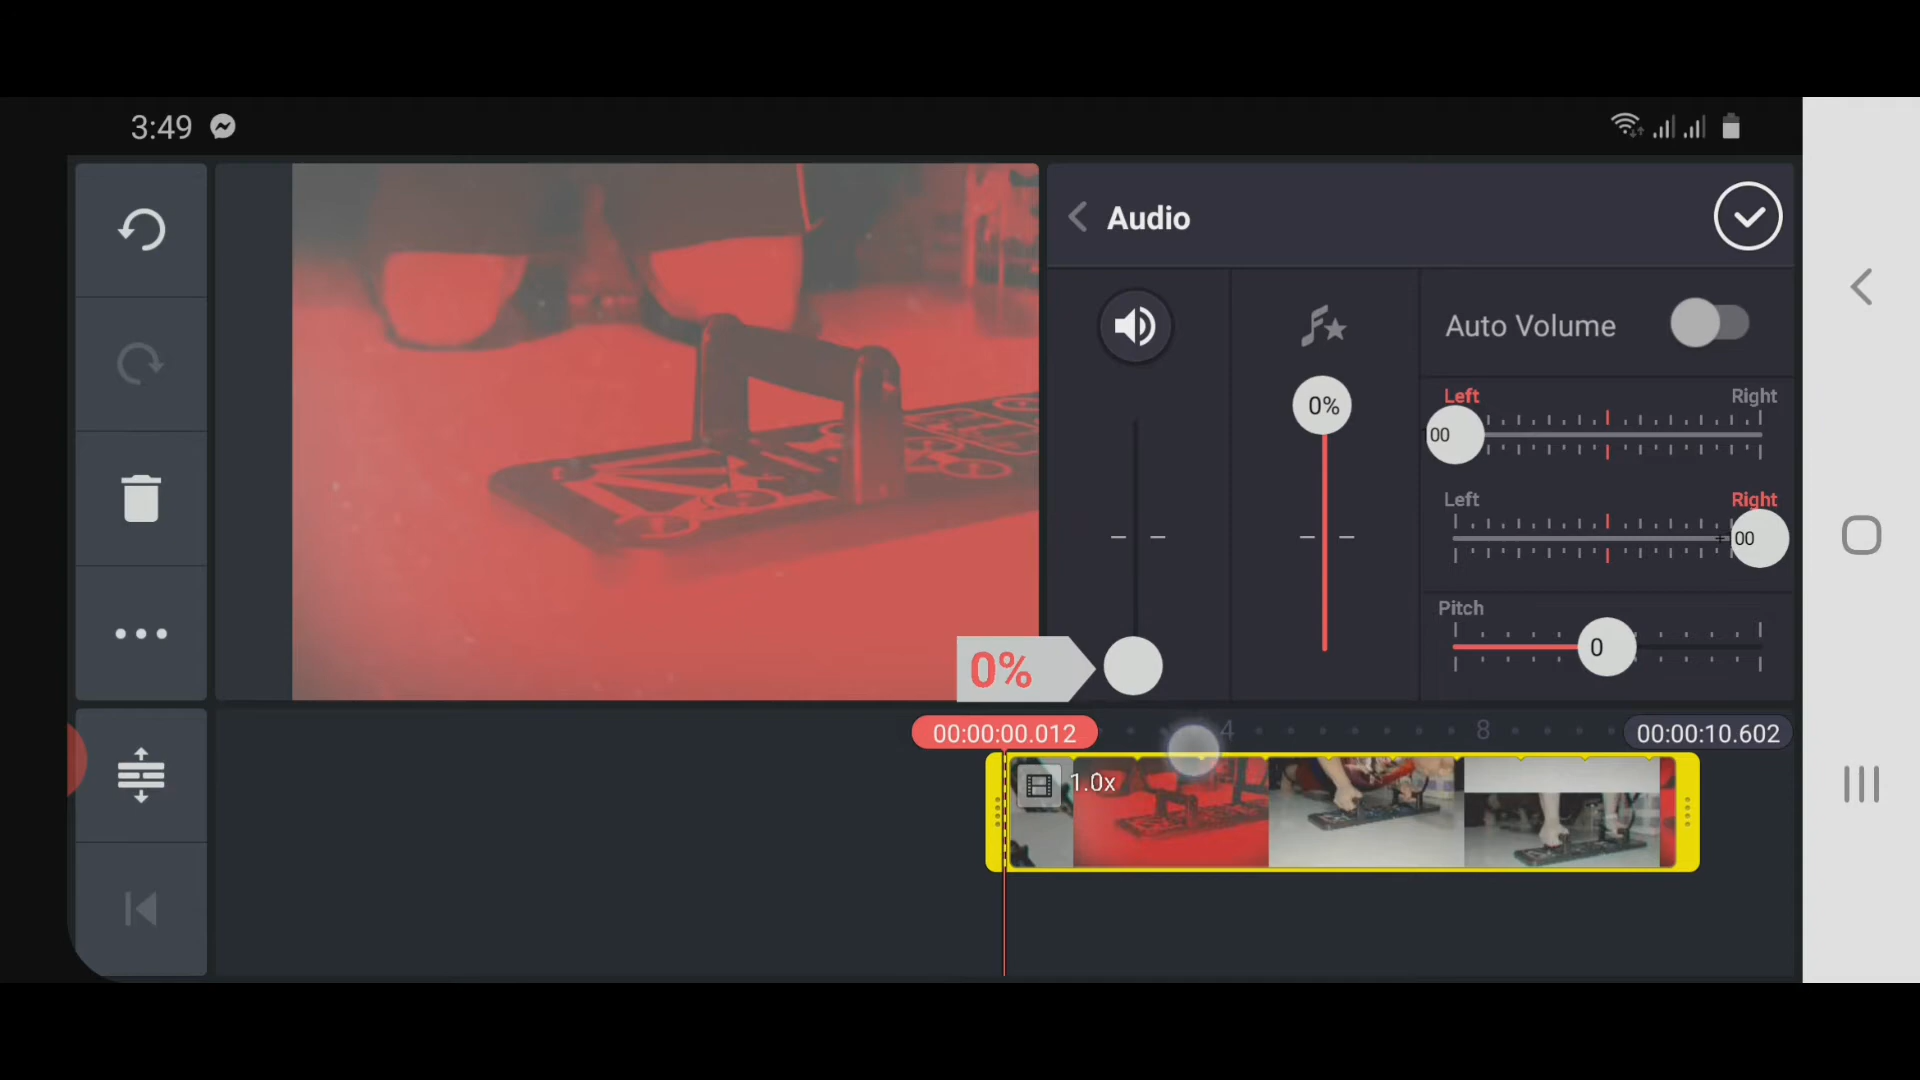 3:49
Audio
Auto Volume
0%
Left
Right
00
Left
Right
+ 00
Pitch
0
0%
00:00:00.012
4
8
00:00:10.602
1.0x